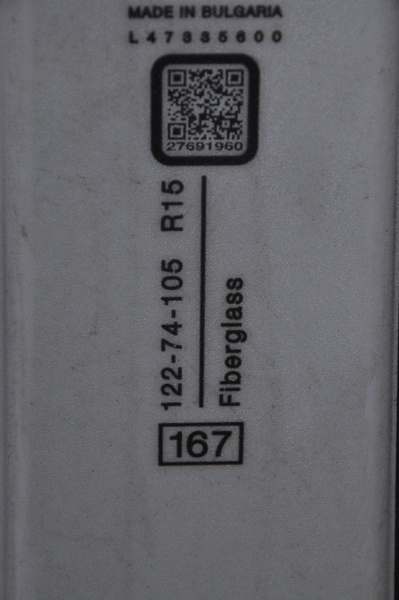 MADE IN BULGARIA
L47335600
27691960
122-74-105 R15
Fiberglass
167